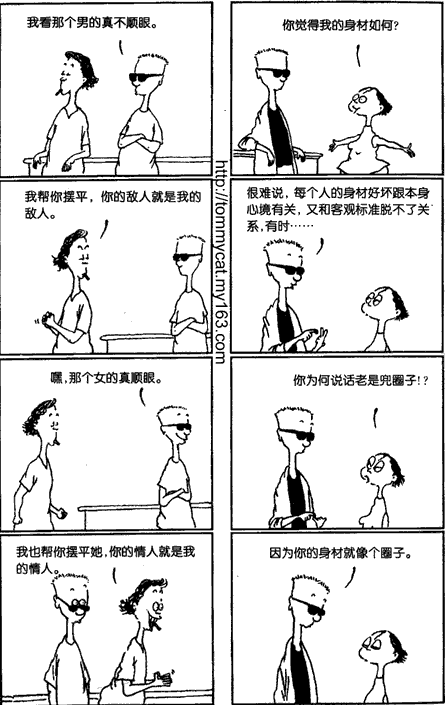 我看那个男的真不顺眼。
我帮你摆平，你的敌人就是我的
敌人。
嘿,那个女的真顺眼。
我也帮你摆平她,你的情人就是我
的情人。
http://tommycat.my163.com
你觉得我的身材如何?
很难说，每个人的身材好坏跟本身
心境有关，又和客观标准脱不了关
系,有时……
你为何说话老是兜圈子!?
因为你的身材就像个圈子。